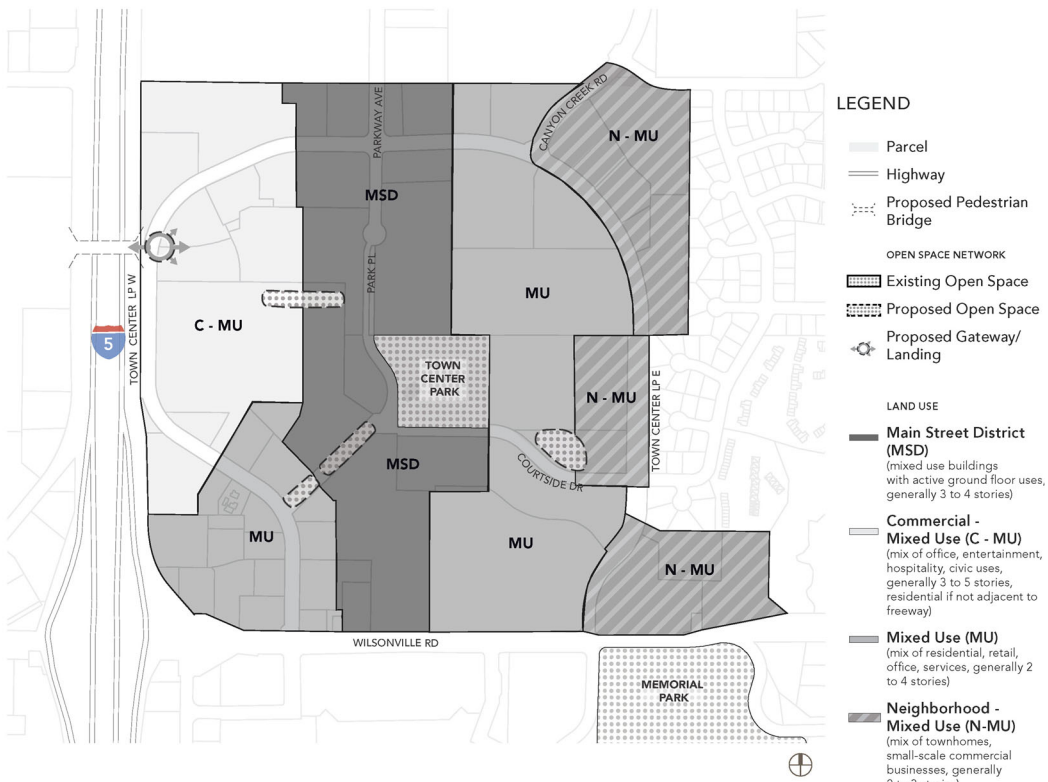 CANYON CREEK RD
PARKWAY AVE
N - MU
MSD
PARK PL
TOWN CENTER LP W
MU
C - MU
5
TOWN
CENTER
PARK
N - MU
TOWN CENTER LP E
MSD
COURTSIDE DR
MU
MU
N - MU
WILSONVILLE RD
MEMORIAL
PARK
LEGEND
Parcel
Highway
Proposed Pedestrian
Bridge
OPEN SPACE NETWORK
Existing Open Space
Proposed Open Space
Proposed Gateway/
Landing
LAND USE
Main Street District
(MSD)
(mixed use buildings
with active ground floor uses,
generally 3 to 4 stories)
Commercial -
Mixed Use (C - MU)
(mix of office, entertainment,
hospitality, civic uses,
generally 3 to 5 stories,
residential if not adjacent to
freeway)
Mixed Use (MU)
(mix of residential, retail,
office, services, generally 2
to 4 stories)
Neighborhood -
Mixed Use (N-MU)
(mix of townhomes,
small-scale commercial
businesses, generally